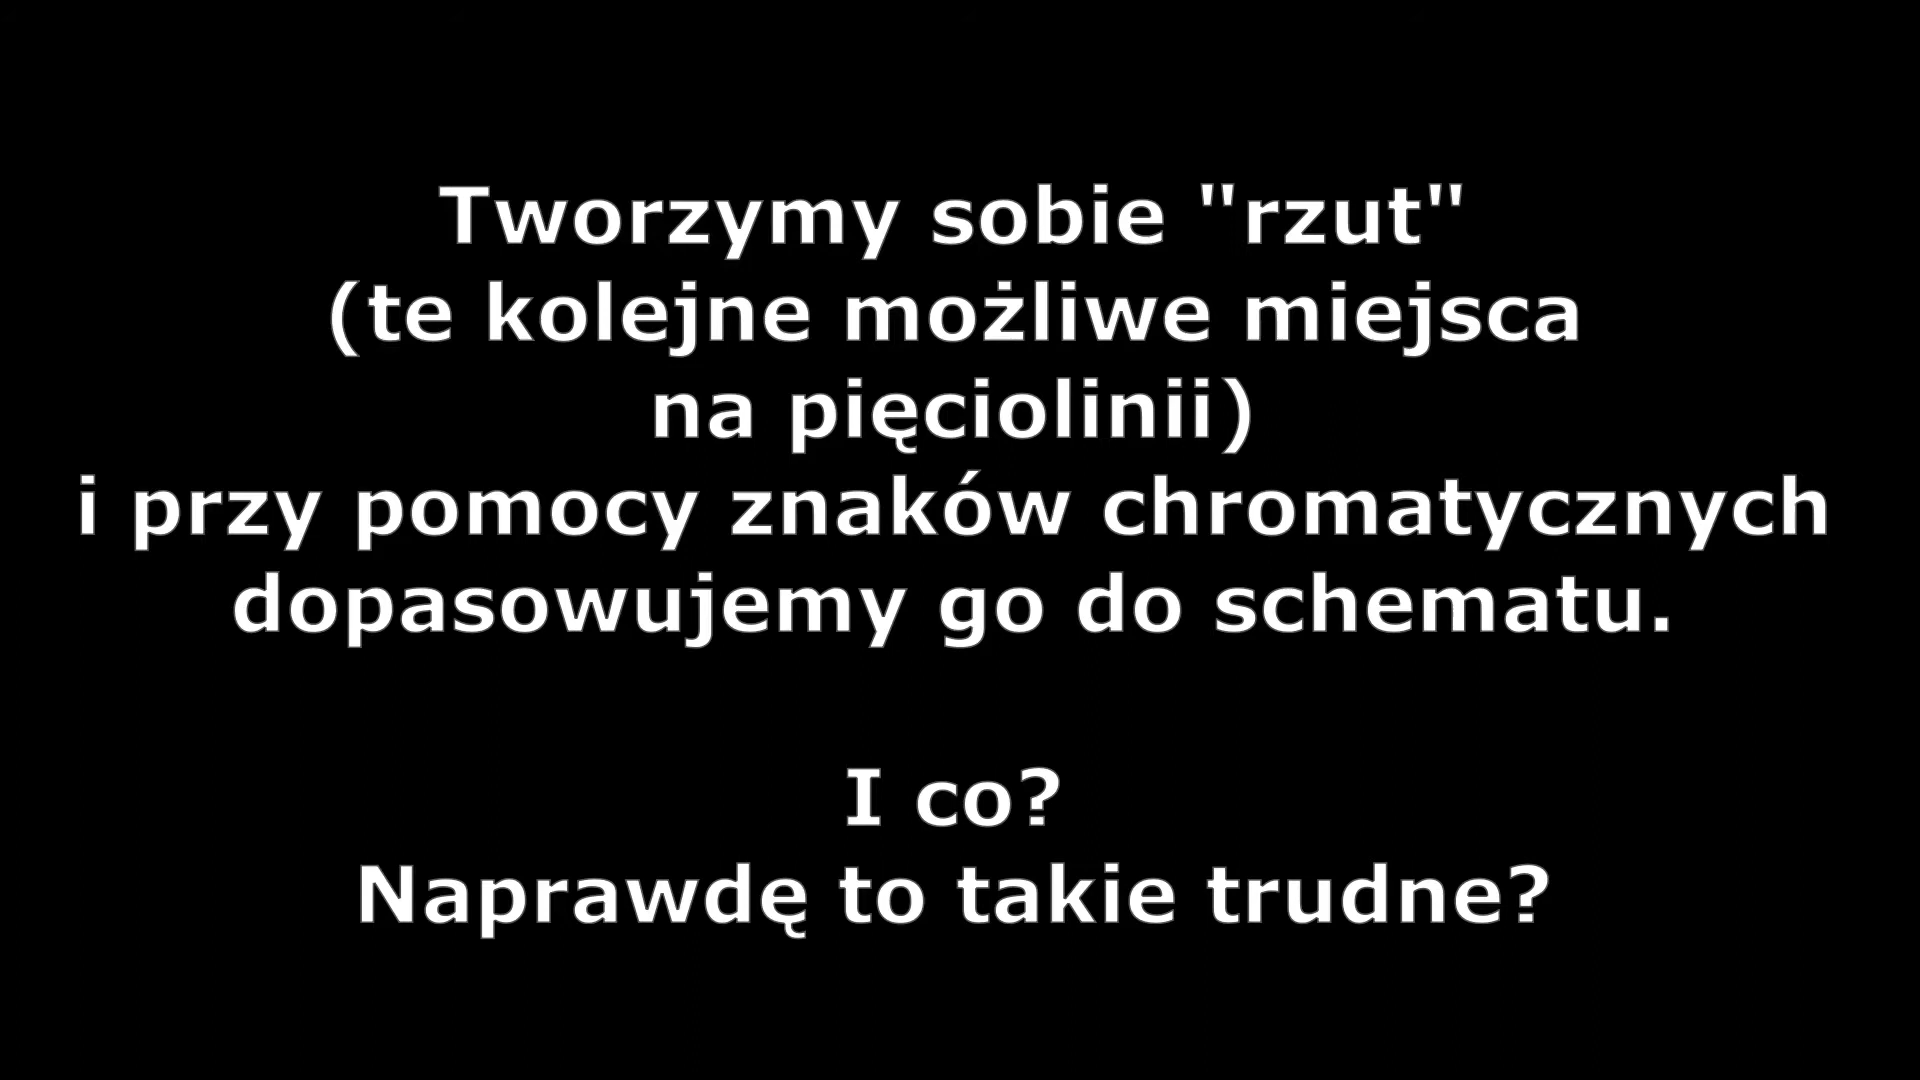 Tworzymy sobie "rzut"
(te kolejne możliwe miejsca
na pięciolinii)
i przy pomocy znaków chromatycznych
dopasowujemy go do schematu.
I co?
Naprawdę to takie trudne?